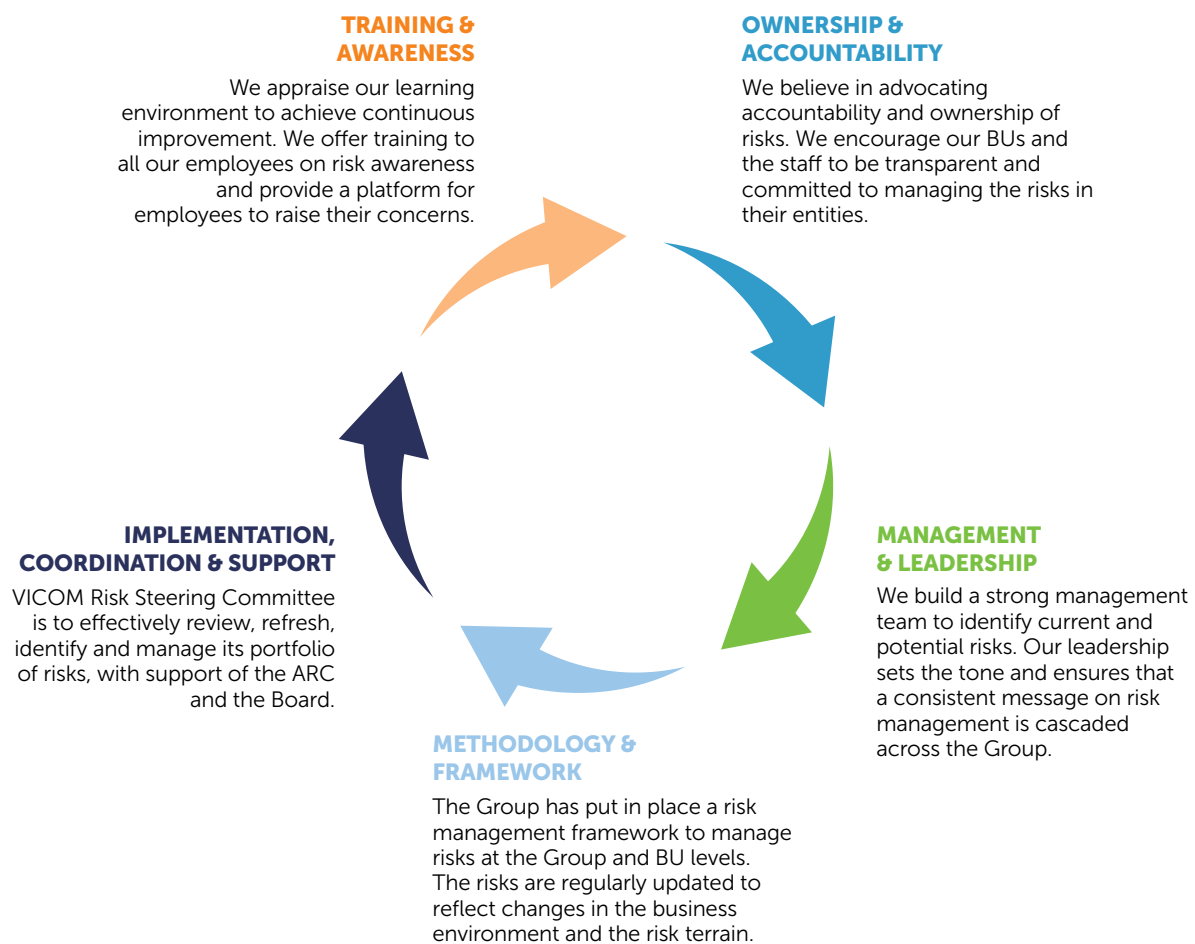 TRAINING &
AWARENESS
We appraise our learning
environment to achieve continuous
improvement. We offer training to
all our employees on risk awareness
and provide a platform for
employees to raise their concerns.
OWNERSHIP &
ACCOUNTABILITY
We believe in advocating
accountability and ownership of
risks. We encourage our BUs and
the staff to be transparent and
committed to managing the risks in
their entities.
MANAGEMENT
& LEADERSHIP
We build a strong management
team to identify current and
potential risks. Our leadership
sets the tone and ensures that
a consistent message on risk
management is cascaded
across the Group.
METHODOLOGY &
FRAMEWORK
The Group has put in place a risk
management framework to manage
risks at the Group and BU levels.
The risks are regularly updated to
reflect changes in the business
environment and the risk terrain.
IMPLEMENTATION,
COORDINATION & SUPPORT
VICOM Risk Steering Committee
is to effectively review, refresh,
identify and manage its portfolio
of risks, with support of the ARC
and the Board.